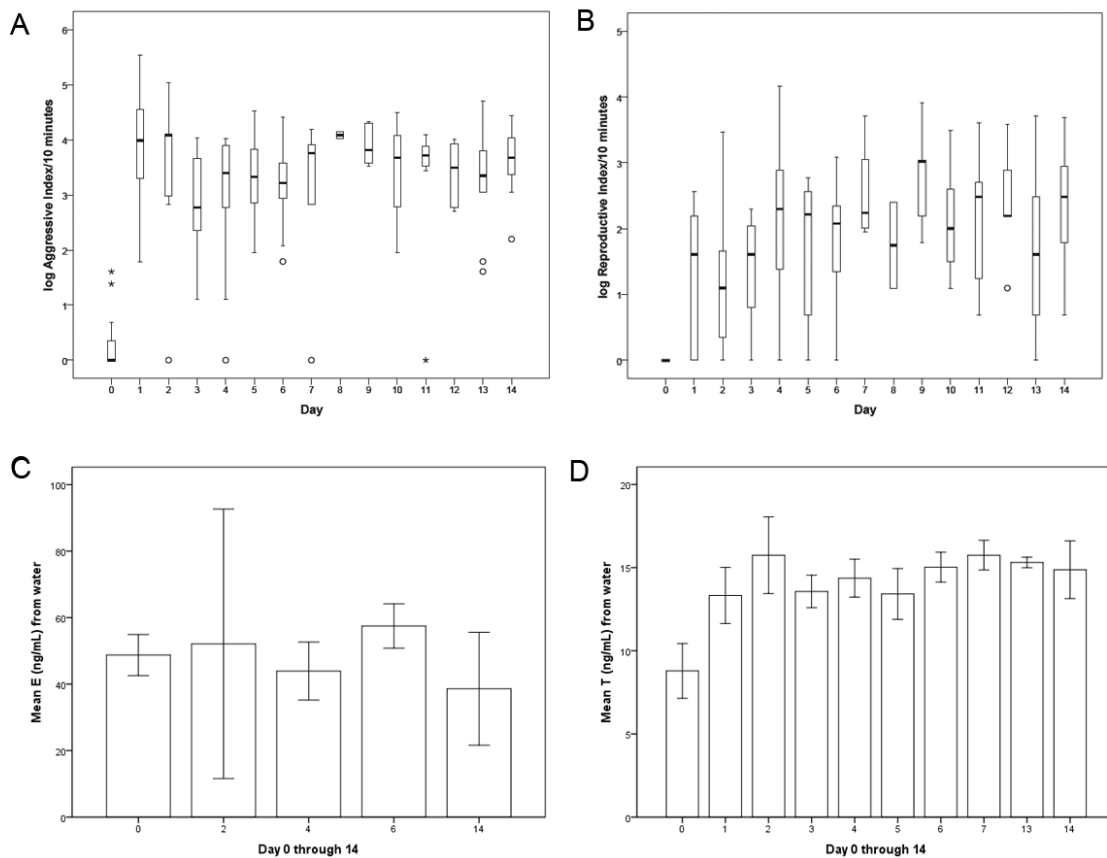 A
log Aggressive Index/10 minutes
6
5
4
3
2
1
0
0 1 2 3 4 5 6 7 8 9 10 11 12 13 14
Day
B
log Reproductive Index/10 minutes
5
4
3
2
1
0
0 1 2 3 4 5 6 7 8 9 10 11 12 13 14
Day
C
Mean E (ng/mL) from water
100
80
60
40
20
0
0 2 4 6 14
Day 0 through 14
D
Mean T (ng/mL) from water
20
15
10
5
0
0 1 2 3 4 5 6 7 13 14
Day 0 through 14